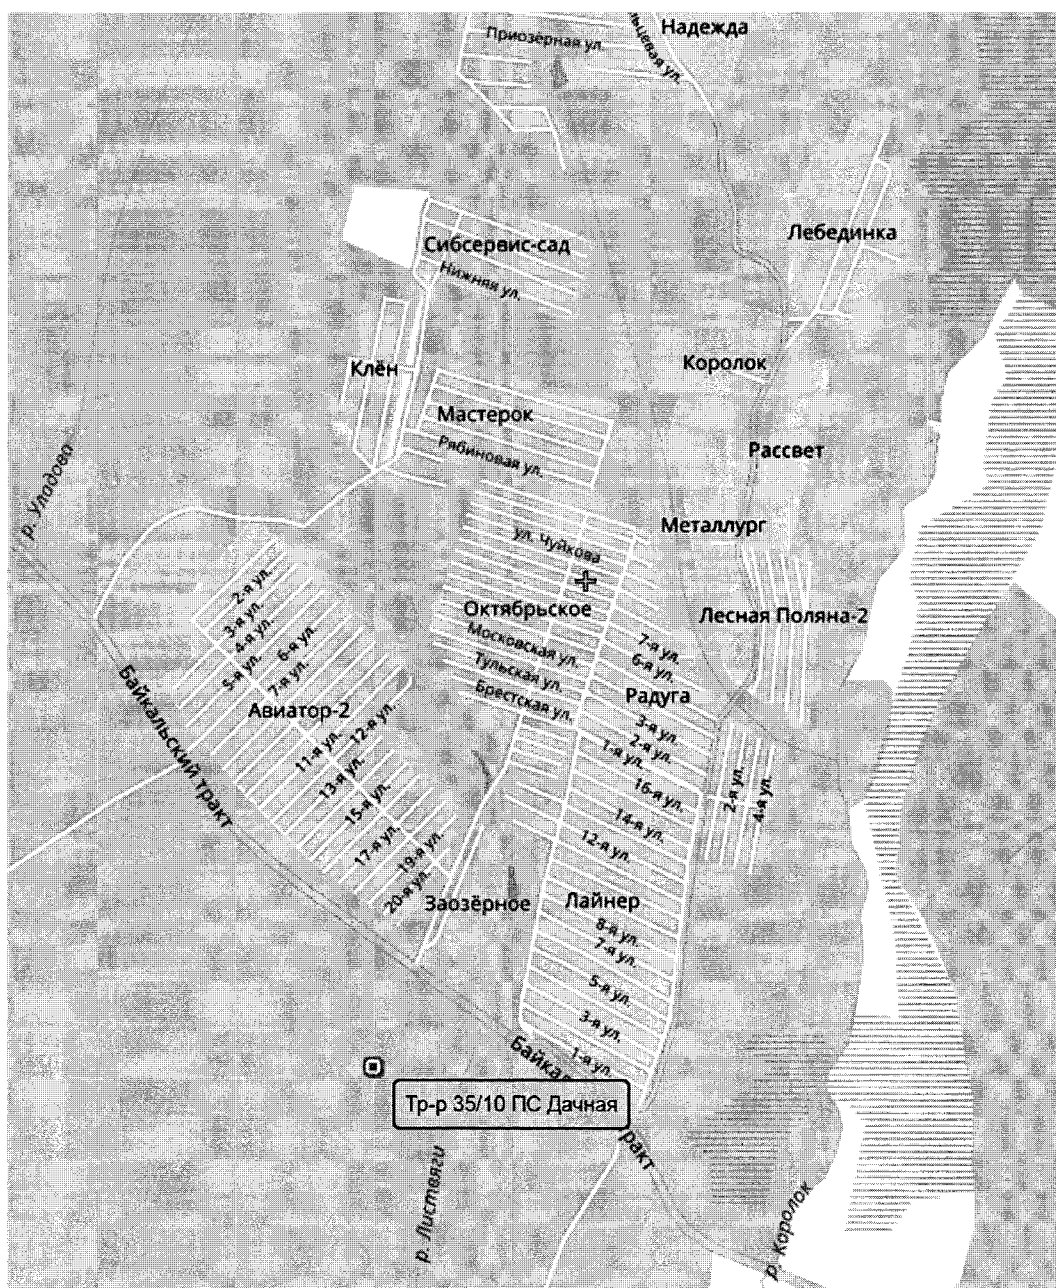 Приозёрная ул.
Надежда
Сибсервис-сад
Нижняя ул.
Лебединка
Клён
Королок
Мастерок
Рябиновая ул.
Рассвет
р. Улодова
Металлург
ул. Чуйкова
2-я ул.
3-я ул.
4-я ул.
5-я ул.
6-я ул.
7-я ул.
Октябрьское
Лесная Поляна-2
Московская ул.
Тульская ул.
Брестская ул.
7-я ул.
6-я ул.
Радуга
Байкальский тракт
Авиатор-2
3-я ул.
2-я ул.
1-я ул.
11-я ул.
12-я ул.
13-я ул.
15-я ул.
17-я ул.
19-я ул.
20-я ул.
16-я ул.
14-я ул.
12-я ул.
2-я ул.
4-я ул.
Заозёрное
Лайнер
8-я ул.
7-я ул.
5-я ул.
3-я ул.
1-я ул.
Тр-р 35/10 ПС Дачная
р. Листвяги
р. Королок